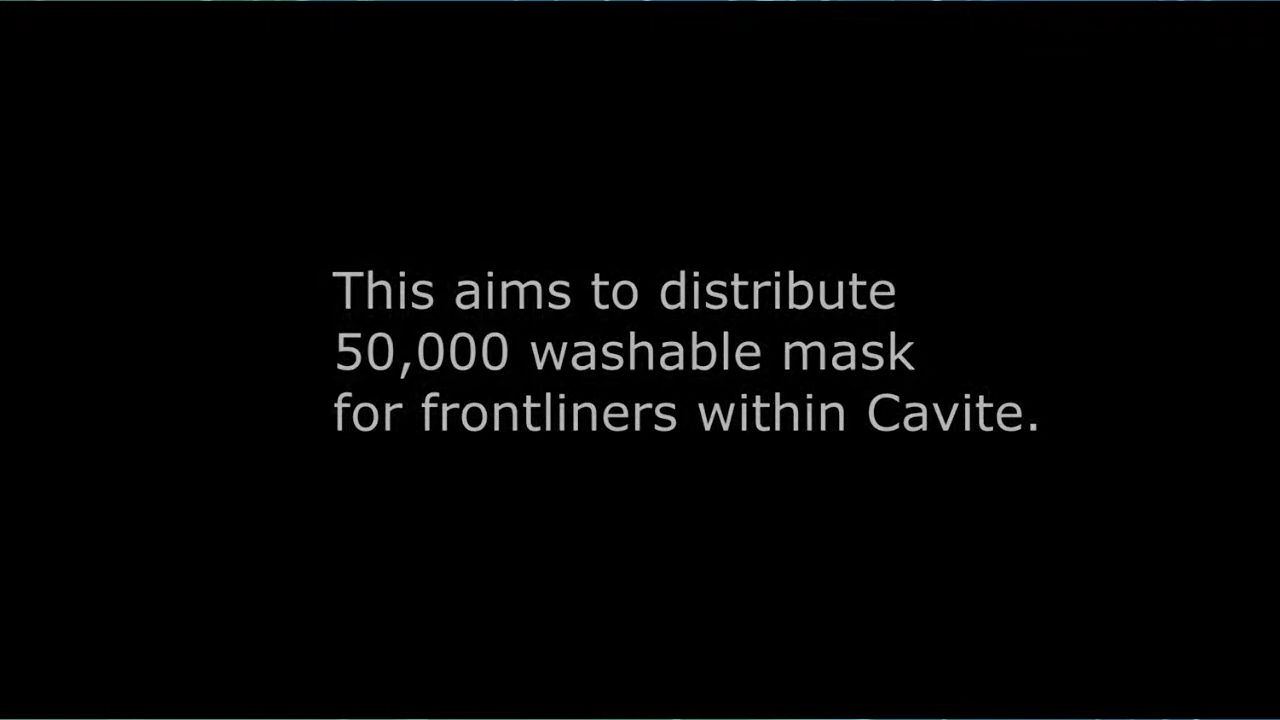 This aims to distribute
50,000 washable mask
for frontliners within Cavite.